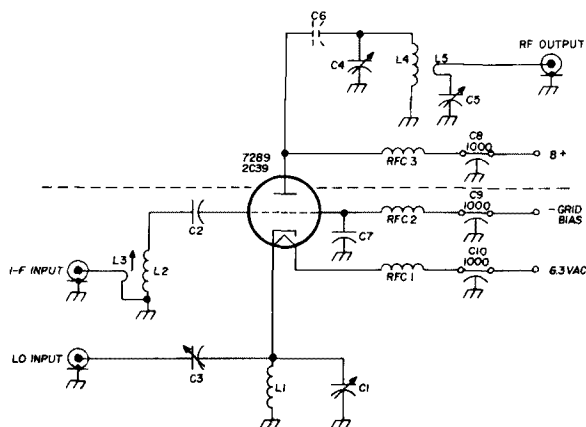 C6
RF OUTPUT
C4
L4
L5
C5
7289
2C39
RFC 3
C8
1000
B+
C2
C7
RFC 2
C9
1000
-GRID
BIAS
I-F INPUT
L3
L2
RFC 1
C10
1000
6.3VAC
LO INPUT
C3
L1
C1